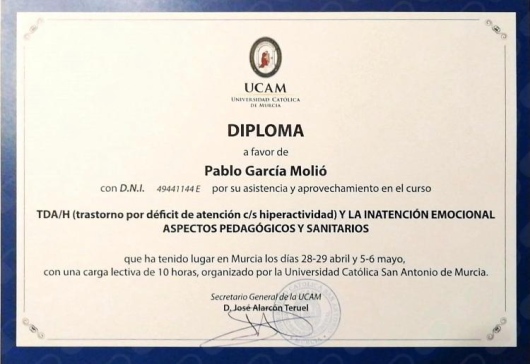 UCAM
UNIVERSIDAD CATÓLICA
DE MURCIA
DIPLOMA
a favor de
Pablo García Molió
con D.N.I. 49441144 E por su asistencia y aprovechamiento en el curso
TDA/H (trastorno por déficit de atención c/s hiperactividad) Y LA INATENCIÓN EMOCIONAL
ASPECTOS PEDAGÓGICOS Y SANITARIOS
que ha tenido lugar en Murcia los días 28-29 abril y 5-6 mayo,
con una carga lectiva de 10 horas, organizado por la Universidad Católica San Antonio de Murcia.
Secretario General de la UCAM
D. José Alarcón Teruel